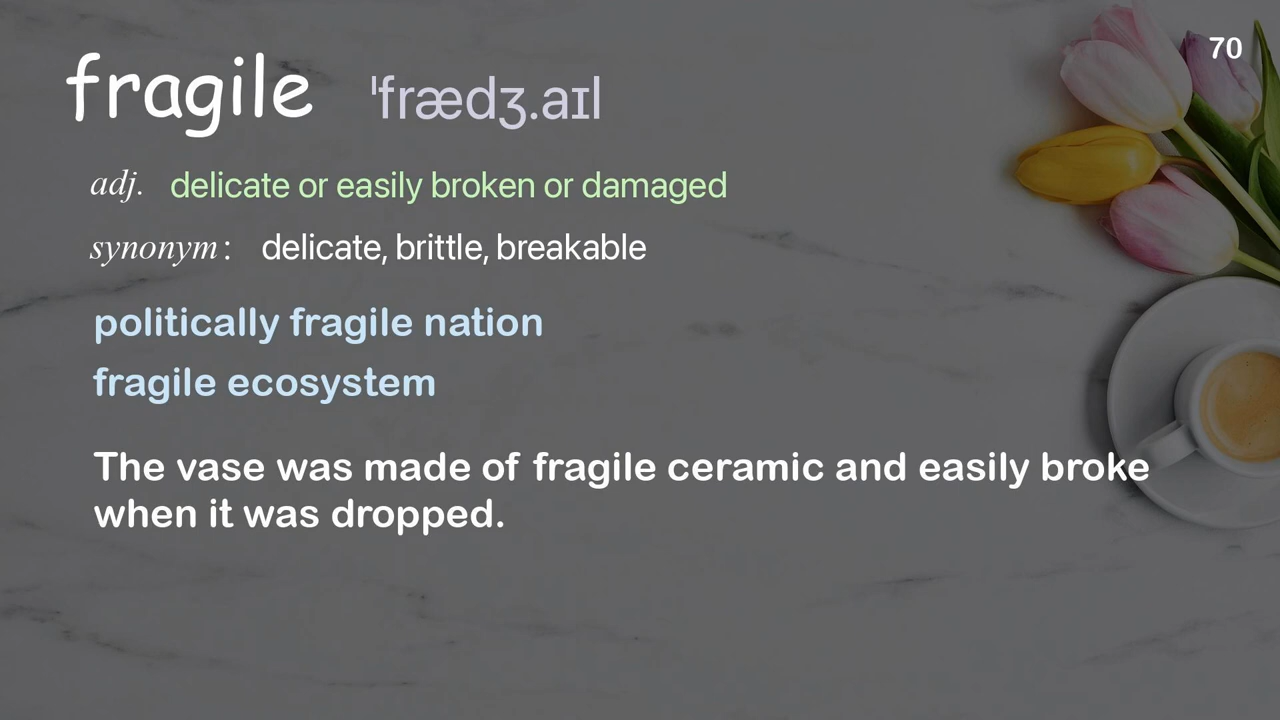 70
fragile ˈfrædʒ.aɪl
adj. delicate or easily broken or damaged
synonym: delicate, brittle, breakable
politically fragile nation
fragile ecosystem
The vase was made of fragile ceramic and easily broke
when it was dropped.